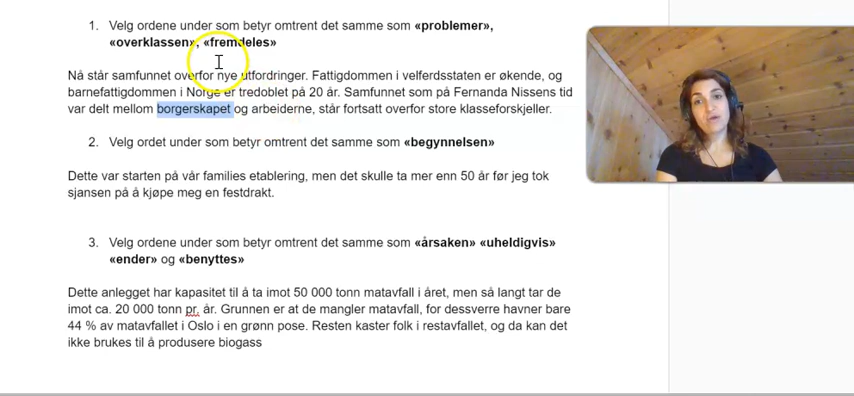 1. Velg ordene under som betyr omtrent det samme som «problemer»,
«overklassen», «fremdeles»
Nå står samfunnet overfor nye utfordringer. Fattigdommen i velferdsstaten er økende, og
barnefattigdommen i Norge er tredoblet på 20 år. Samfunnet som på Fernanda Nissens tid
var delt mellom borgerskapet og arbeiderne, står fortsatt overfor store klasseforskjeller.
2. Velg ordet under som betyr omtrent det samme som «begynnelsen»
Dette var starten på vår families etablering, men det skulle ta mer enn 50 år før jeg tok
sjansen på å kjøpe meg en festdrakt.
3. Velg ordene under som betyr omtrent det samme som «årsaken» «uheldigvis»
«ender» og «benyttes»
Dette anlegget har kapasitet til å ta imot 50 000 tonn matavfall i året, men så langt tar de
imot ca. 20 000 tonn pr. år. Grunnen er at de mangler matavfall, for dessverre havner bare
44 % av matavfallet i Oslo i en grønn pose. Resten kaster folk i restavfallet, og da kan det
ikke brukes til å produsere biogass